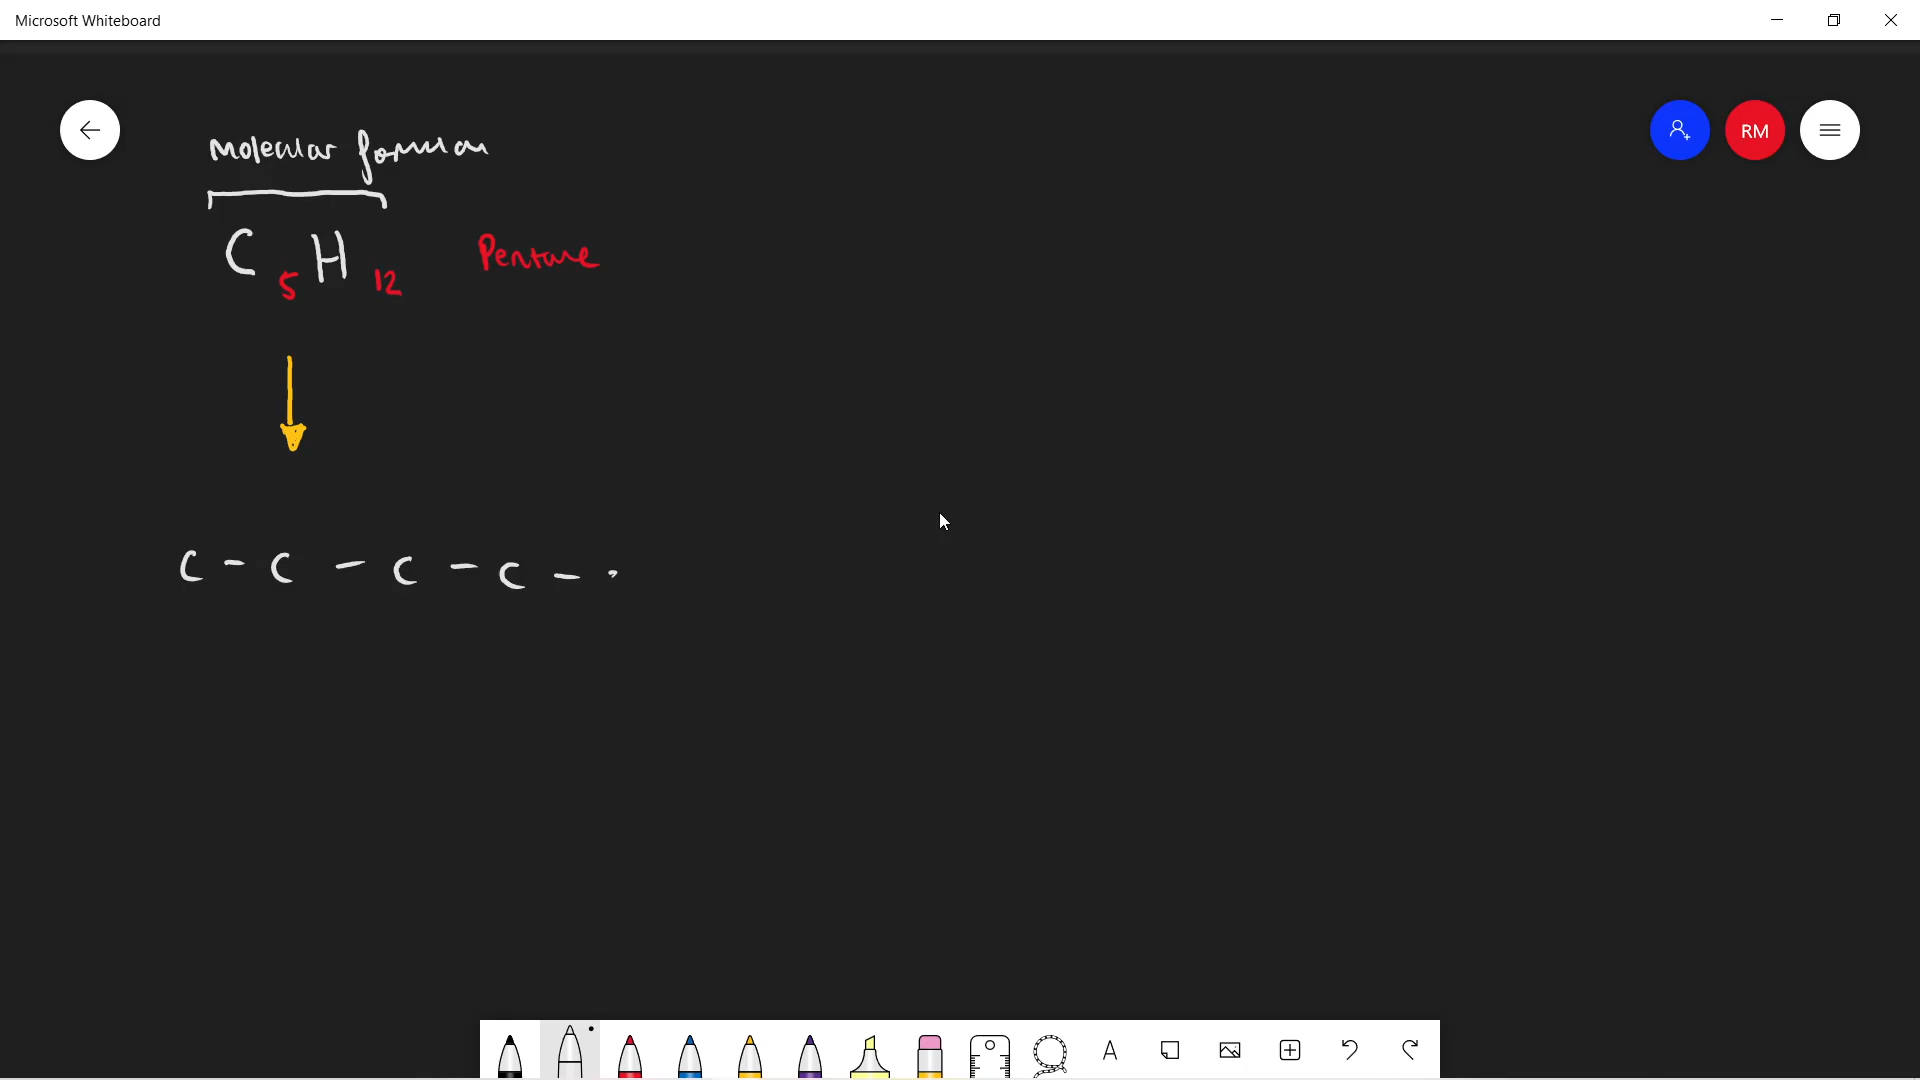 Microsoft Whiteboard
RM
Molecular formula
C5H12 Pentane
C - C - C - C -
A